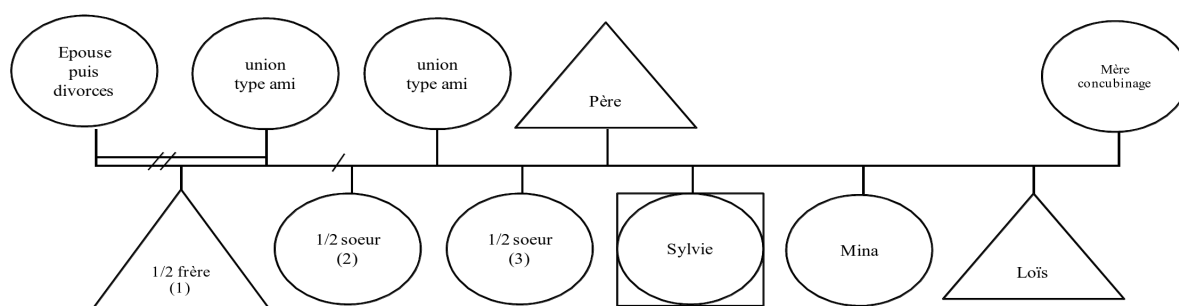 Epouse
puis
divorces
union
type ami
union
type ami
Père
Mère
concubinage
1/2 frère
(1)
1/2 soeur
(2)
1/2 soeur
(3)
Sylvie
Mina
Loïs